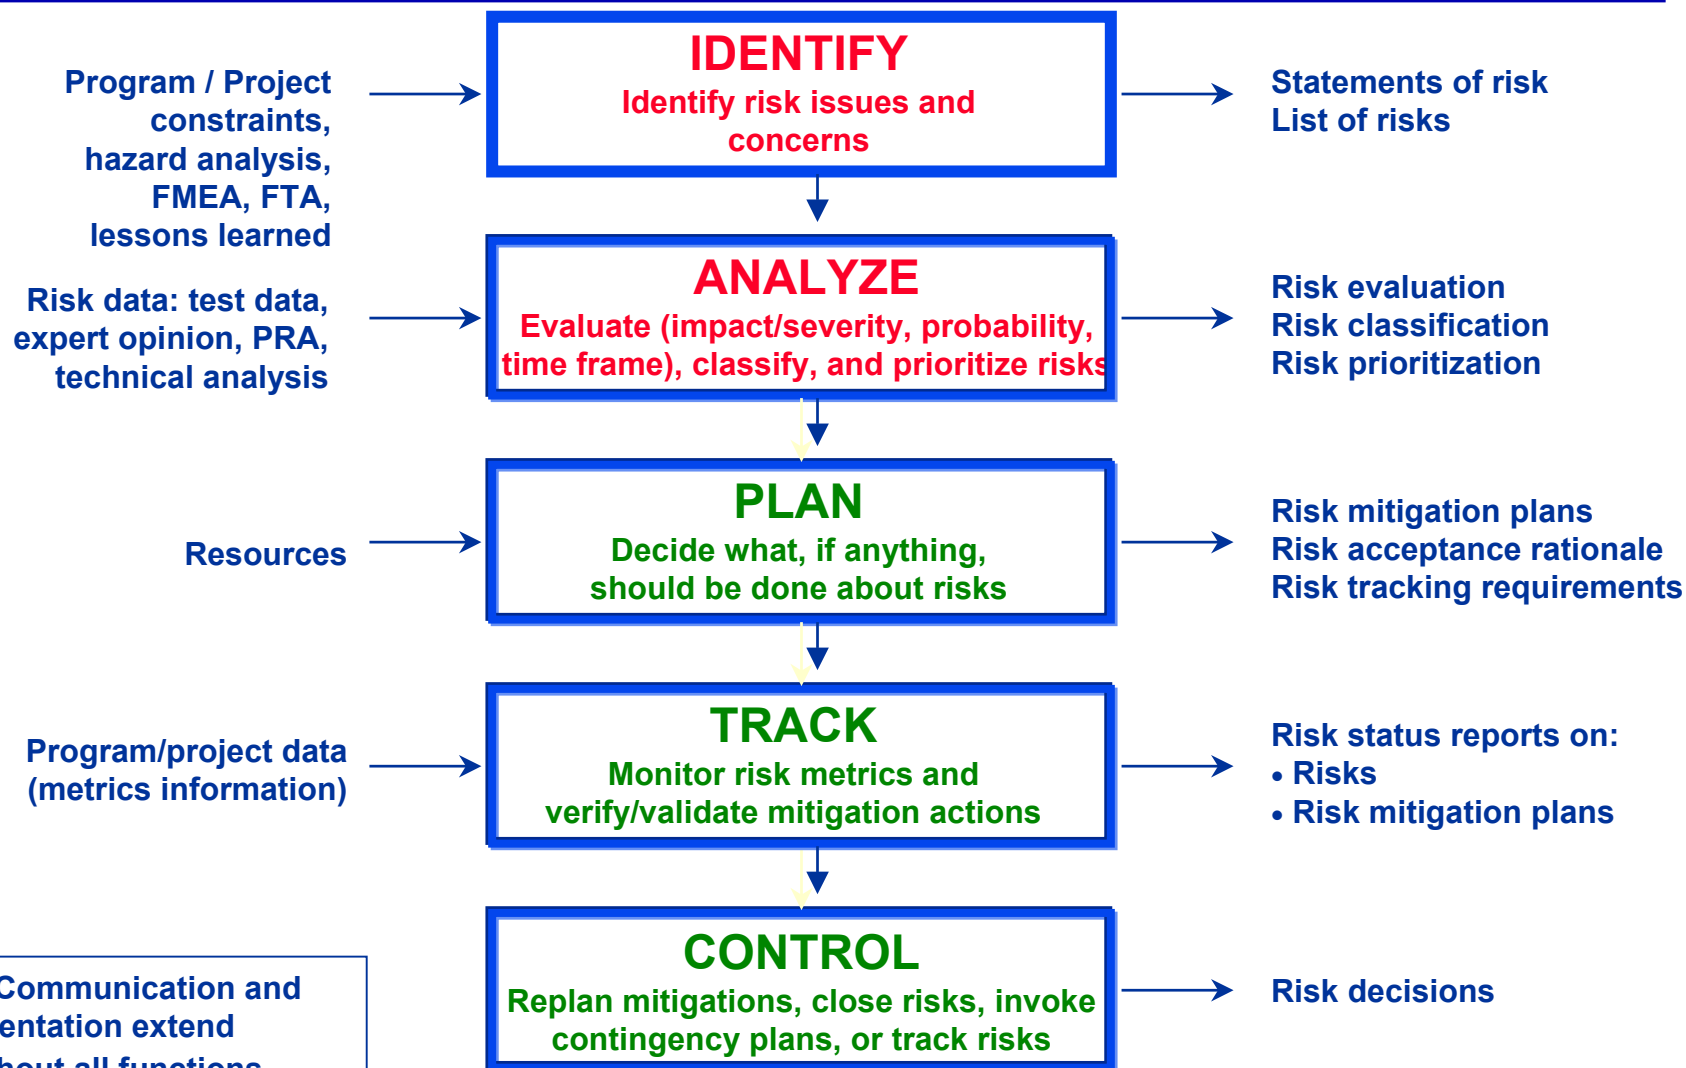 IDENTIFY
Identify risk issues and
concerns
Program / Project
constraints,
hazard analysis,
FMEA, FTA,
lessons learned
Statements of risk
List of risks
ANALYZE
Evaluate (impact/severity, probability,
time frame), classify, and prioritize risks
Risk data: test data,
expert opinion, PRA,
technical analysis
Risk evaluation
Risk classification
Risk prioritization
PLAN
Decide what, if anything,
should be done about risks
Resources
Risk mitigation plans
Risk acceptance rationale
Risk tracking requirements
TRACK
Monitor risk metrics and
verify/validate mitigation actions
Program/project data
(metrics information)
Risk status reports on:
• Risks
• Risk mitigation plans
CONTROL
Replan mitigations, close risks, invoke
contingency plans, or track risks
Risk decisions
Communication and
entation extend
hout all functions